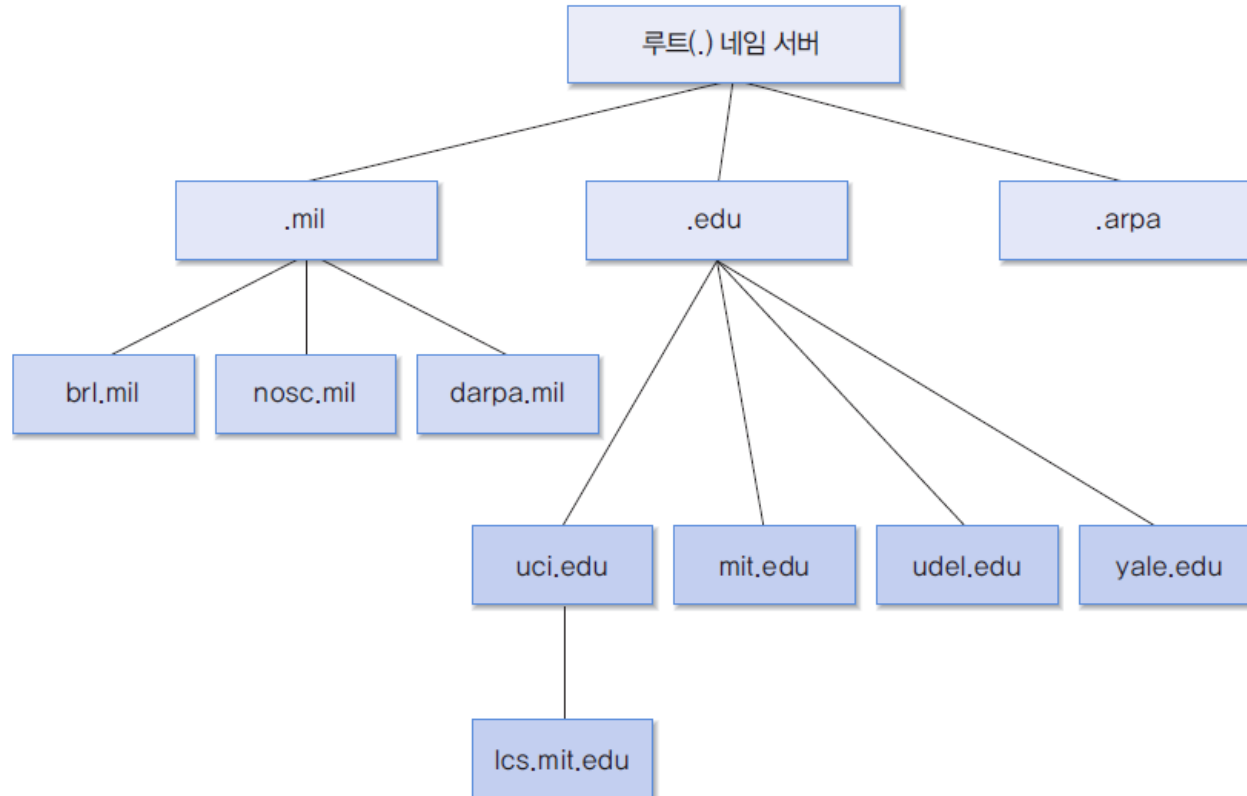 루트(.) 네임 서버
.mil
.edu
.arpa
brl.mil
nosc.mil
darpa.mil
uci.edu
mit.edu
udel.edu
yale.edu
lcs.mit.edu